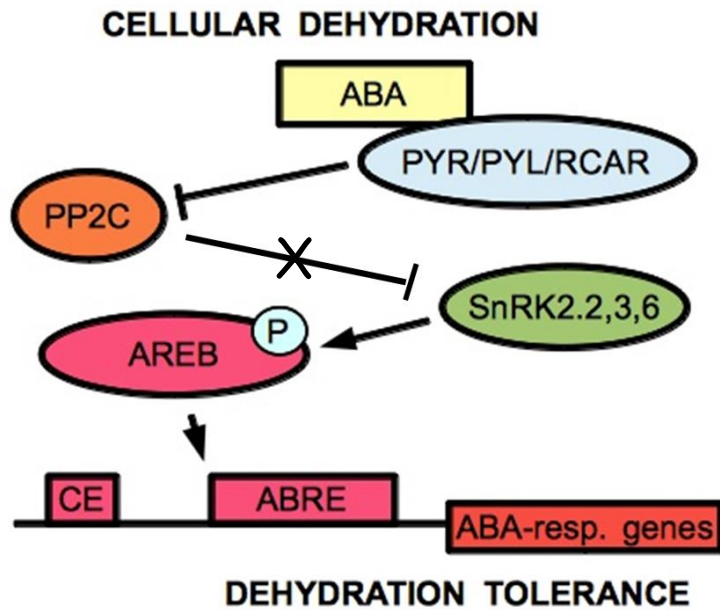 CELLULAR DEHYDRATION
ABA
PYR/PYL/RCAR
PP2C
SnRK2.2,3,6
P
AREB
CE
ABRE
ABA-resp. genes
DEHYDRATION TOLERANCE